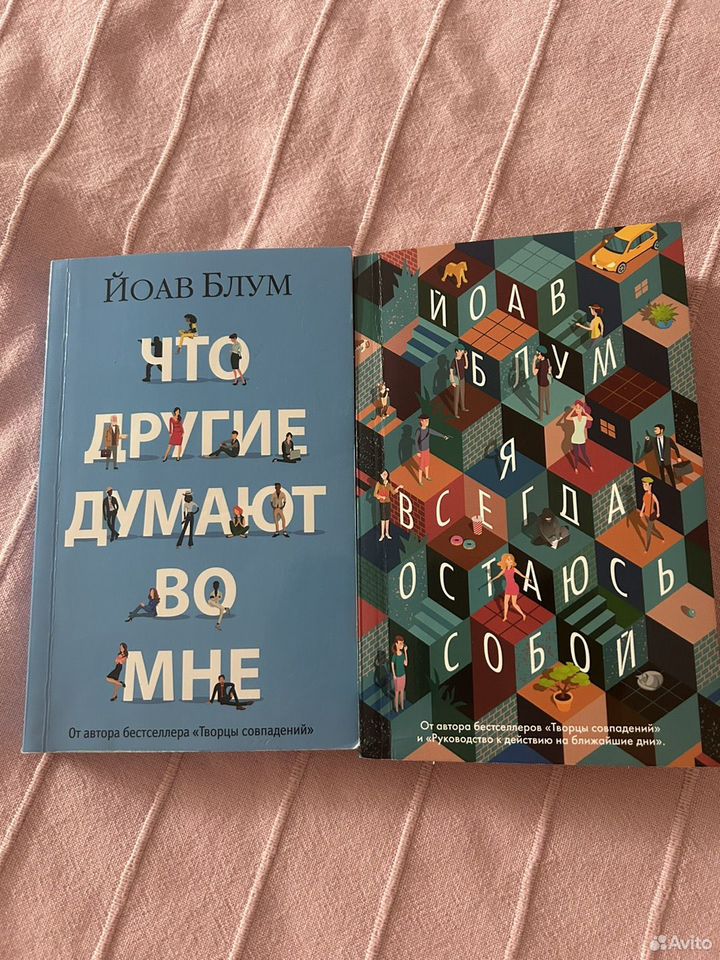 ЙОАВ БЛУМ
ЧТО
ДРУГИЕ
ДУМАЮТ
ВО
МНЕ
От автора бестселлера «Творцы совпадений»
ЙОАВ
БЛУМ
Я
ВСЕГДА
ОСТАЮСЬ
СОБОЙ
От автора бестселлеров «Творцы совпадений»
и «Руководство к действию на ближайшие дни».
Avito